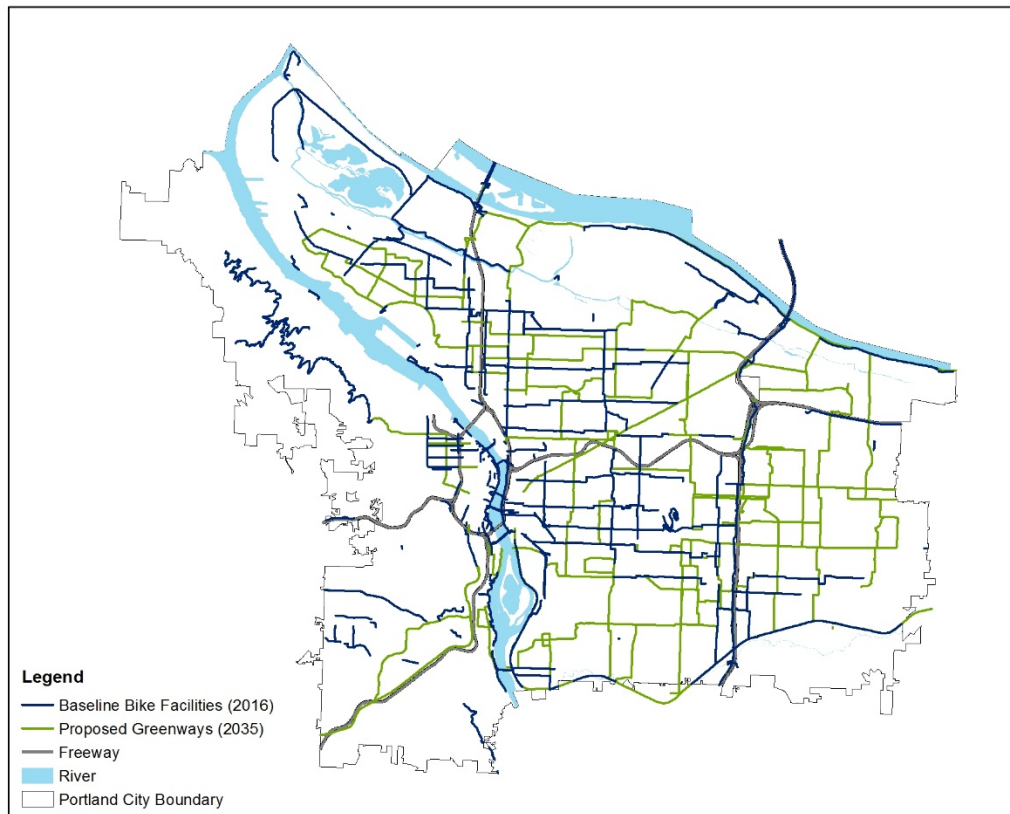 Legend
Baseline Bike Facilities (2016)
Proposed Greenways (2035)
Freeway
River
Portland City Boundary